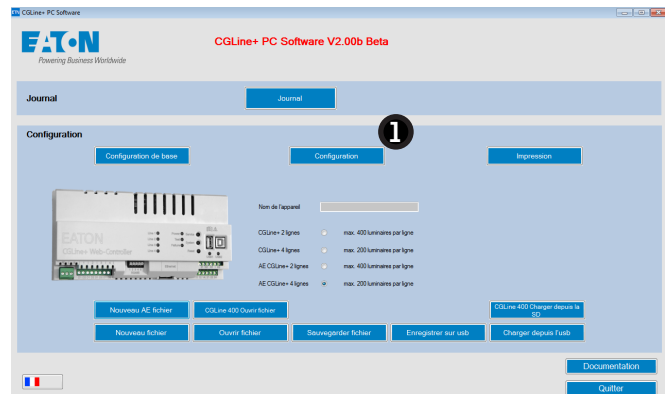 CGLine+ PC Software
EATON
Powering Business Worldwide
CGLine+ PC Software V2.00b Beta
Journal
Journal
1
Configuration
Configuration de base
Configuration
Impression
Nom de l'appareil
EATON
CGLine+ Web-Controller
CGLine+ 2 lignes max. 400 luminaires par ligne
CGLine+ 4 lignes max. 200 luminaires par ligne
AE CGLine+ 2 lignes max. 400 luminaires par ligne
AE CGLine+ 4 lignes max. 200 luminaires par ligne
Nouveau AE fichier
CGLine 400 Ouvrir fichier
CGLine 400 Charger depuis la
SD
Nouveau fichier
Ouvrir fichier
Sauvegarder fichier
Enregistrer sur usb
Charger depuis l'usb
Documentation
Quitter